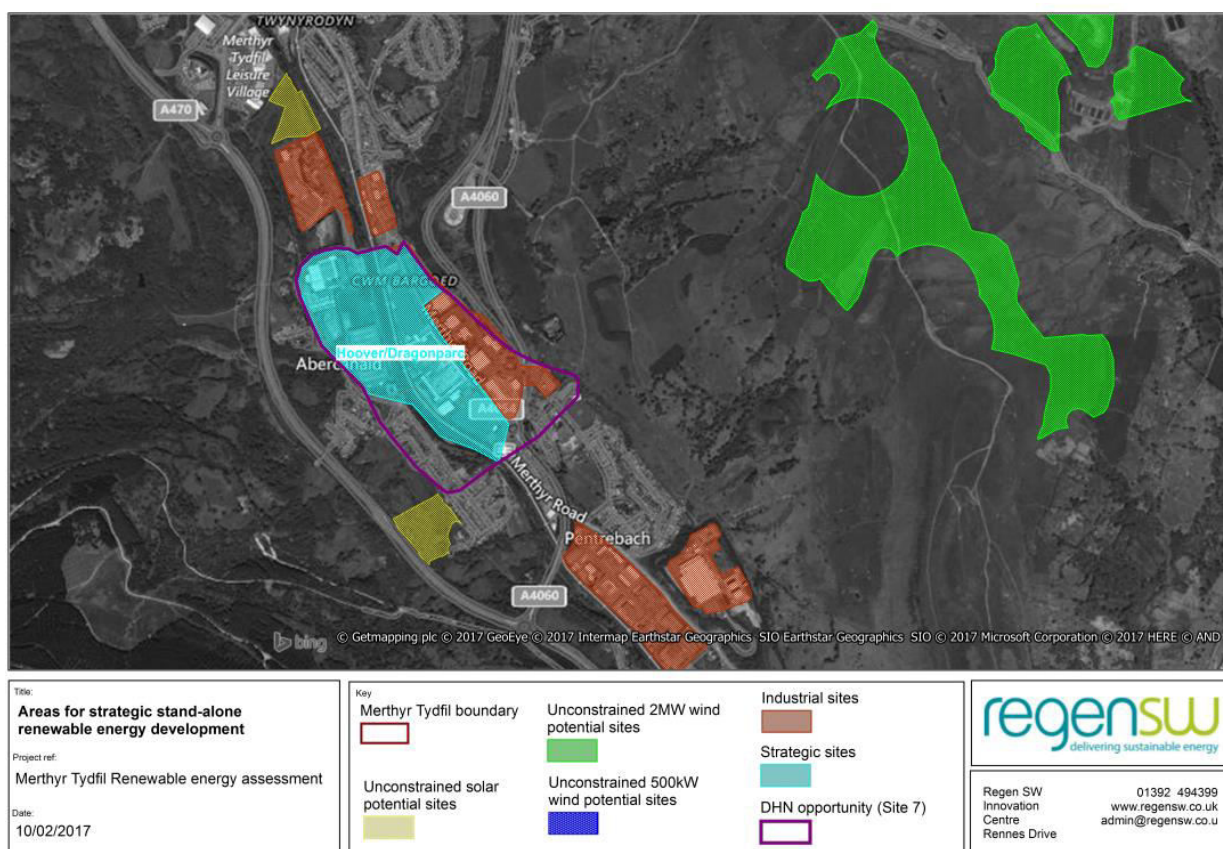 TWYNYRODYN
Merthyr
Tydfil
Leisure
Village
A470
A4060
CWM BARGOED
Hoover/Dragonparc
Merthyr Road
Pentrebach
A4060
bing
© Getmapping plc © 2017 GeoEye © 2017 Intermap Earthstar Geographics SIO Earthstar Geographics SIO © 2017 Microsoft Corporation © 2017 HERE © AND
Title:
Areas for strategic stand-alone
renewable energy development
Project ref:
Merthyr Tydfil Renewable energy assessment
Date:
10/02/2017
Key
Merthyr Tydfil boundary
Unconstrained solar
potential sites
Unconstrained 2MW wind
potential sites
Unconstrained 500kW
wind potential sites
Industrial sites
Strategic sites
DHN opportunity (Site 7)
regensw
delivering sustainable energy
Regen SW
Innovation
Centre
Rennes Drive
01392 494399
www.regensw.co.uk
admin@regensw.co.u